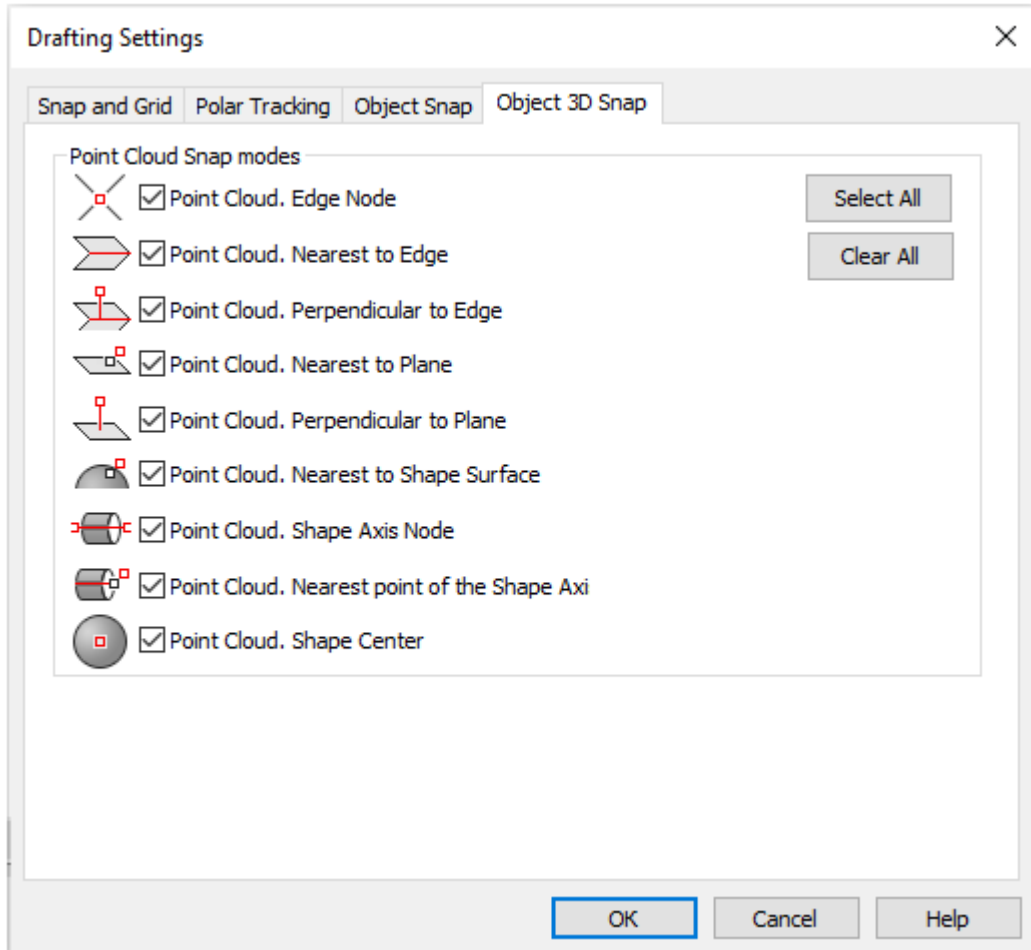 Drafting Settings
Snap and Grid
Polar Tracking
Object Snap
Object 3D Snap
Point Cloud Snap modes
Point Cloud. Edge Node
Select All
Point Cloud. Nearest to Edge
Clear All
Point Cloud. Perpendicular to Edge
Point Cloud. Nearest to Plane
Point Cloud. Perpendicular to Plane
Point Cloud. Nearest to Shape Surface
Point Cloud. Shape Axis Node
Point Cloud. Nearest point of the Shape Axi
Point Cloud. Shape Center
OK
Cancel
Help